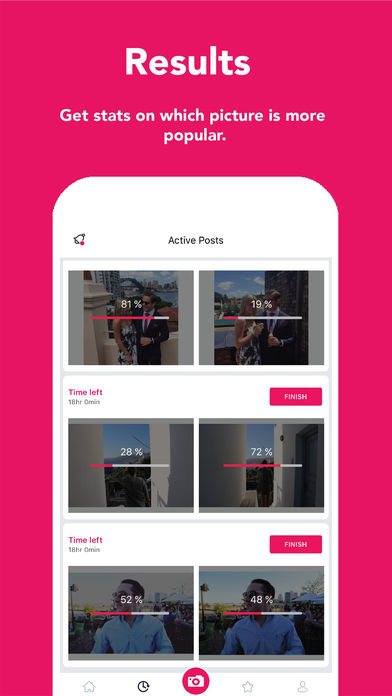 Results
Get stats on which picture is more
popular.
Active Posts
81 %
19 %
Time left
18hr 0min
FINISH
28 %
72 %
Time left
18hr 0min
FINISH
52 %
48 %